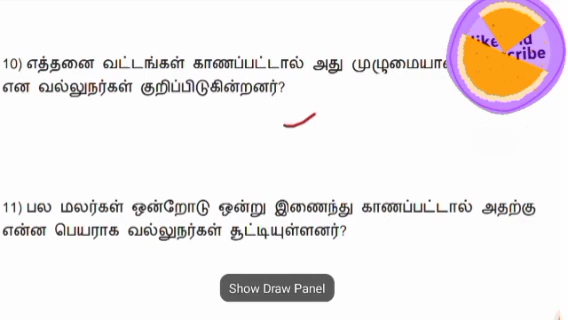 10) எத்தனை வட்டங்கள் காணப்பட்டால் அது
என வல்லுநர்கள் குறிப்பிடுகின்றனர்?
11) பல மலர்கள் ஒன்றோடு ஒன்று இணைந்து காணப்பட்டால் அதற்கு
என்ன பெயராக வல்லுநர்கள் சூட்டியுள்ளனர்?
Show Draw Panel